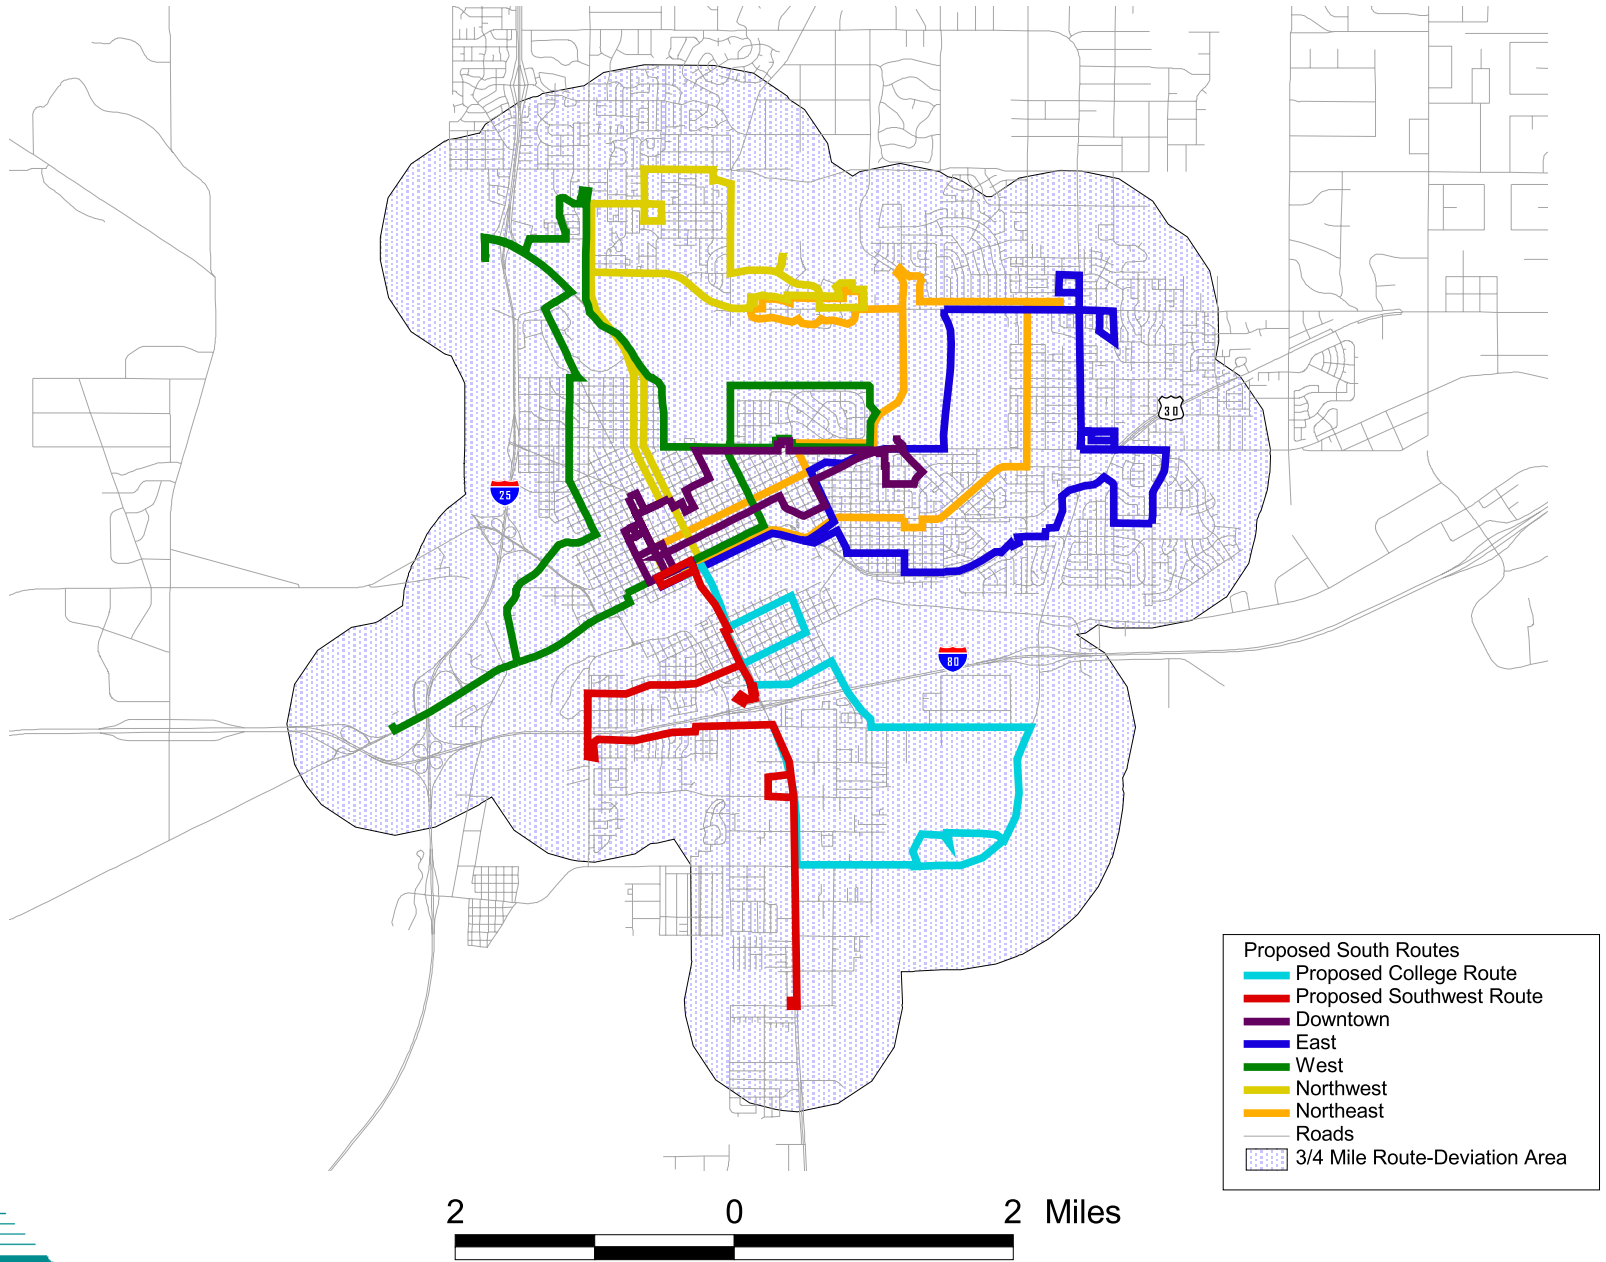 30
25
80
Proposed South Routes
Proposed College Route
Proposed Southwest Route
Downtown
East
West
Northwest
Northeast
Roads
3/4 Mile Route-Deviation Area
2 0 2 Miles